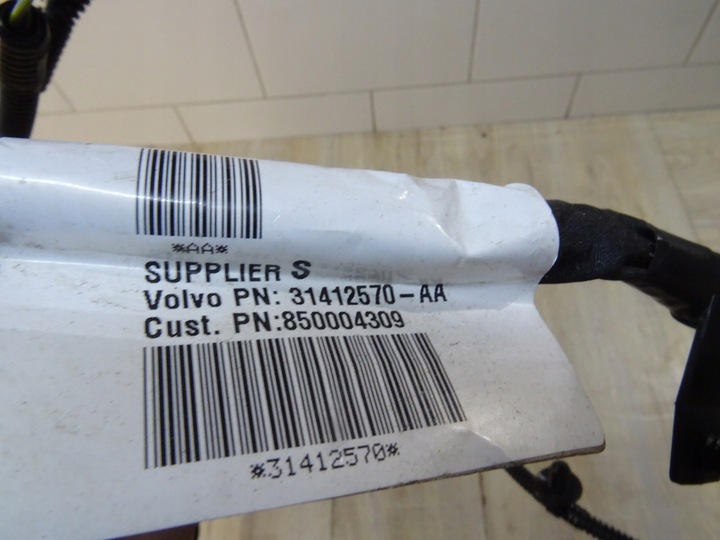 *AA*
SUPPLIER S
Volvo PN: 31412570-AA
Cust. PN:850004309
*31412570*